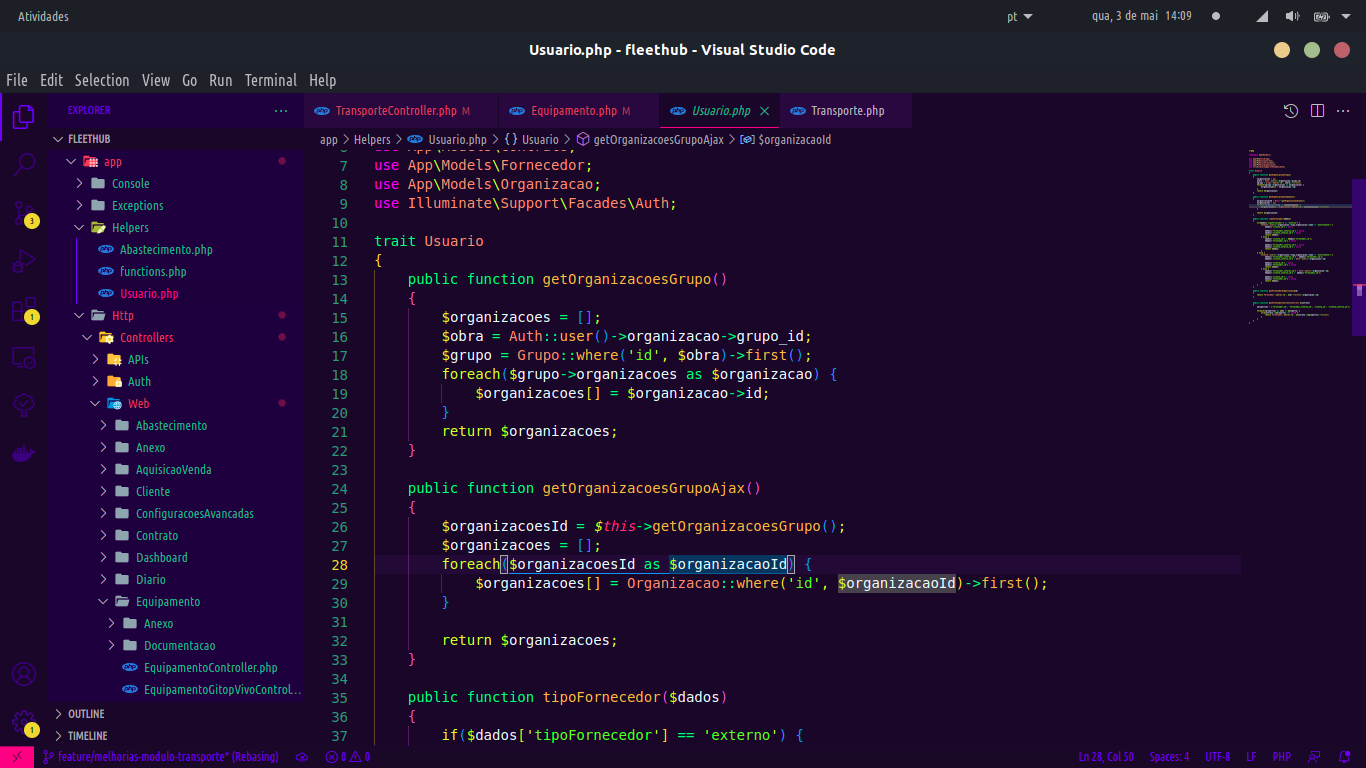 Atividades
pt
qua, 3 de mai 14:09
Usuario.php - fleethub - Visual Studio Code
File Edit Selection View Go Run Terminal Help
EXPLORER
FLEETHUB
app
Console
Exceptions
Helpers
Abastecimento.php
functions.php
Usuario.php
Http
Controllers
APIs
Auth
Web
Abastecimento
Anexo
AquisicaoVenda
Cliente
ConfiguracoesAvancadas
Contrato
Dashboard
Diario
Equipamento
Anexo
Documentacao
EquipamentoController.php
EquipamentoGitopVivoControl...
OUTLINE
TIMELINE
3
1
1
TransporteController.php M
Equipamento.php M
Usuario.php
Transporte.php
app > Helpers > Usuario.php > {} Usuario > getOrganizacoesGrupoAjax > $organizacaoId
7 use App\Models\Fornecedor;
8 use App\Models\Organizacao;
9 use Illuminate\Support\Facades\Auth;
10
11 trait Usuario
12 {
13 public function getOrganizacoesGrupo()
14 {
15 $organizacoes = [];
16 $obra = Auth::user()->organizacao->grupo_id;
17 $grupo = Grupo::where('id', $obra)->first();
18 foreach($grupo->organizacoes as $organizacao) {
19 $organizacoes[] = $organizacao->id;
20 }
21 return $organizacoes;
22 }
23
24 public function getOrganizacoesGrupoAjax()
25 {
26 $organizacoesId = $this->getOrganizacoesGrupo();
27 $organizacoes = [];
28 foreach($organizacoesId as $organizacaoId) {
29 $organizacoes[] = Organizacao::where('id', $organizacaoId)->first();
30 }
31
32 return $organizacoes;
33 }
34
35 public function tipoFornecedor($dados)
36 {
37 if($dados['tipoFornecedor'] == 'externo') {
feature/melhorias-modulo-transporte* (Rebasing) 0 0
Ln 28, Col 50 Spaces: 4 UTF-8 LF PHP